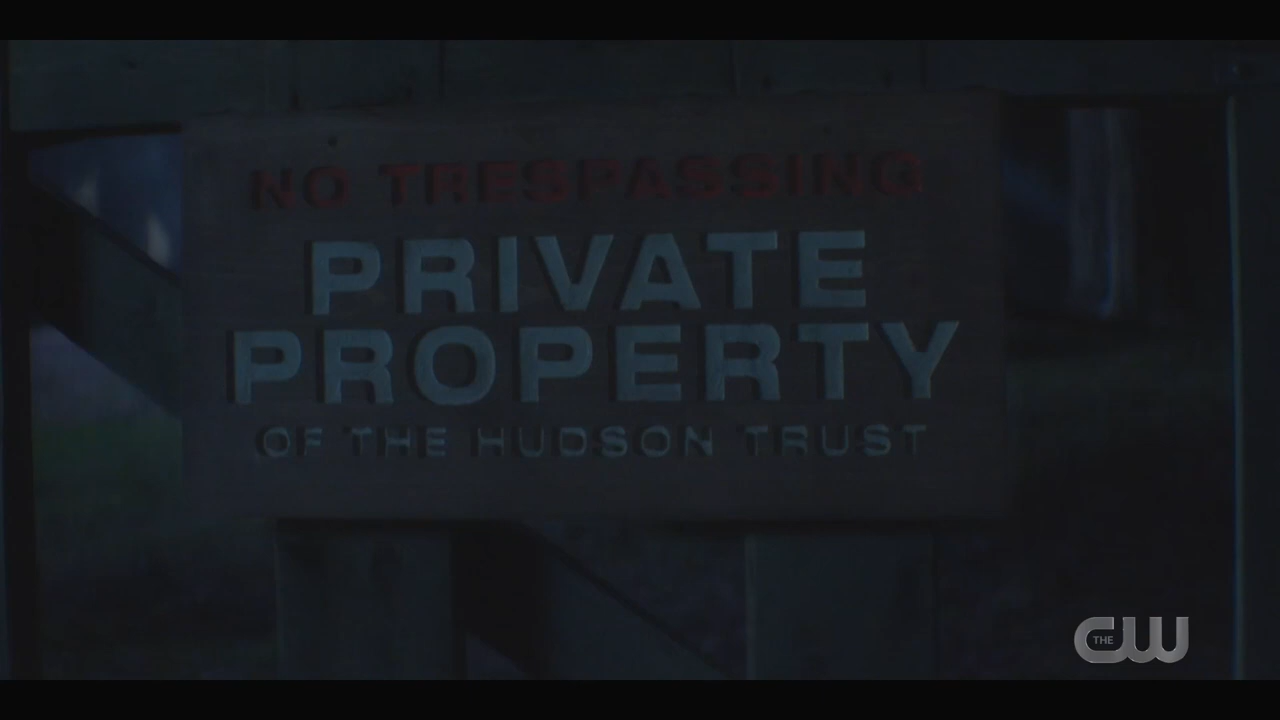 NO TRESPASSING
PRIVATE
PROPERTY
OF THE HUDSON TRUST
THE CW